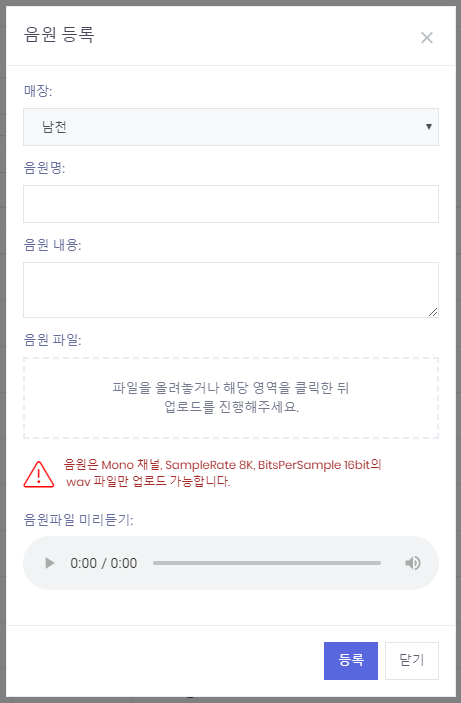 음원 등록
매장:
남천
음원명:
음원 내용:
음원 파일:
파일을 올려놓거나 해당 영역을 클릭한 뒤
업로드를 진행해주세요.
음원은 Mono 채널, SampleRate 8K, BitsPerSample 16bit의
wav 파일만 업로드 가능합니다.
음원파일 미리듣기:
0:00 / 0:00
등록 닫기